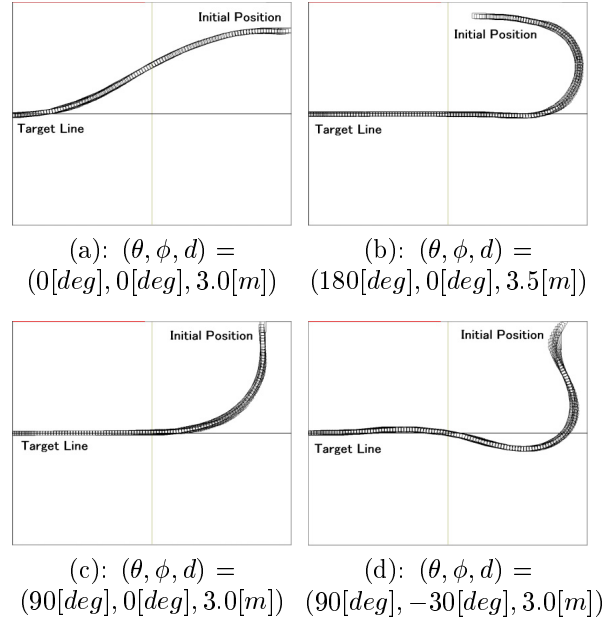 Initial Position
Target Line
(a): (θ, ϕ, d) =
(0[deg], 0[deg], 3.0[m])
Initial Position
Target Line
(b): (θ, ϕ, d) =
(180[deg], 0[deg], 3.5[m])
Initial Position
Target Line
(c): (θ, ϕ, d) =
(90[deg], 0[deg], 3.0[m])
Initial Position
Target Line
(d): (θ, ϕ, d) =
(90[deg], −30[deg], 3.0[m])